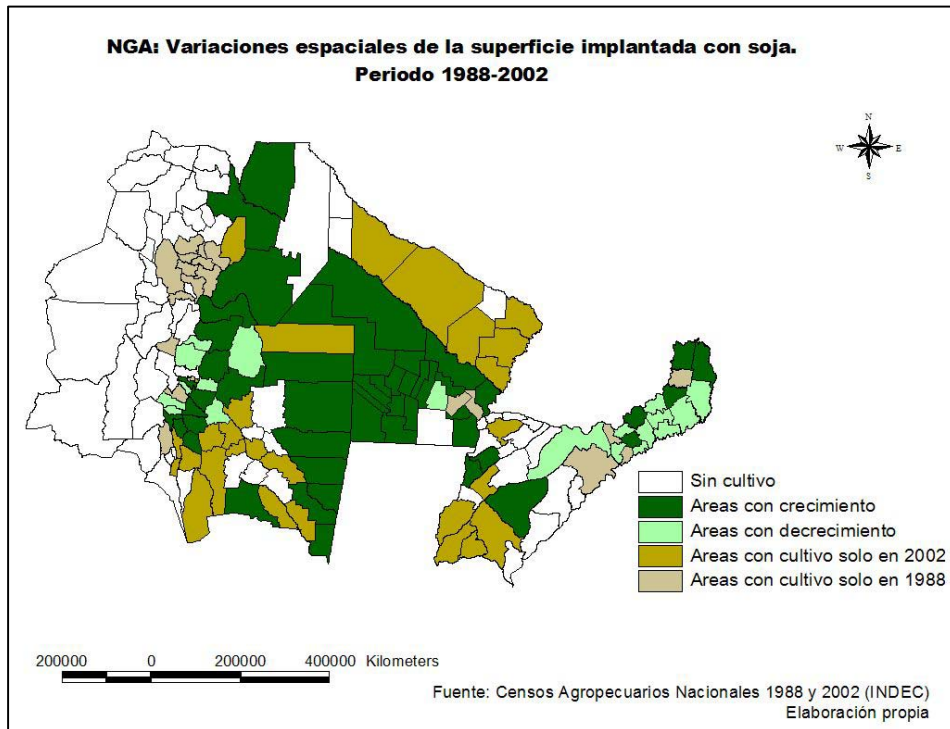 NGA: Variaciones espaciales de la superficie implantada con soja.
Periodo 1988-2002
N
W E
S
Sin cultivo
Areas con crecimiento
Areas con decrecimiento
Areas con cultivo solo en 2002
Areas con cultivo solo en 1988
200000 0 200000 400000 Kilometers
Fuente: Censos Agropecuarios Nacionales 1988 y 2002 (INDEC)
Elaboración propia